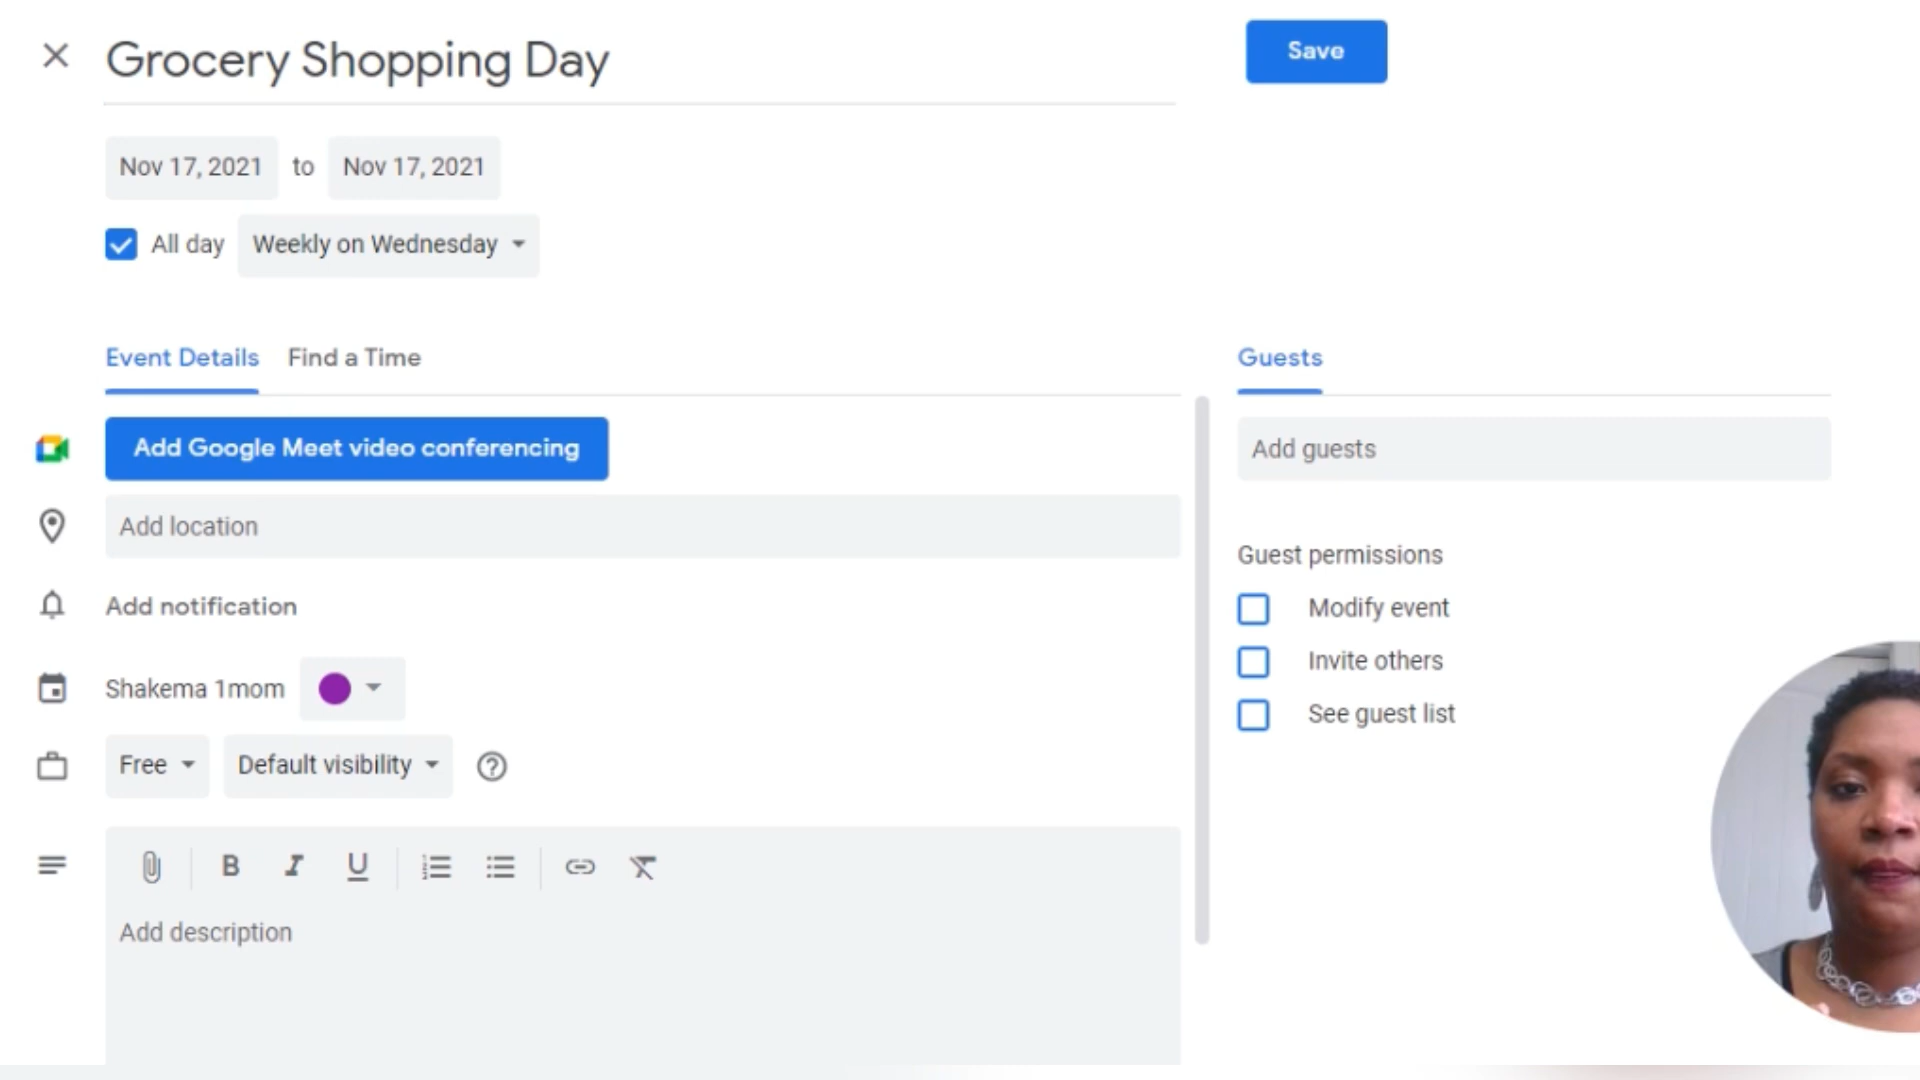 Grocery Shopping Day
Save
Nov 17, 2021 to Nov 17, 2021
All day Weekly on Wednesday
Event Details Find a Time
Guests
Add Google Meet video conferencing
Add guests
Add location
Guest permissions
Add notification
Modify event
Invite others
Shakema 1mom
See guest list
Free Default visibility
B I U
Add description